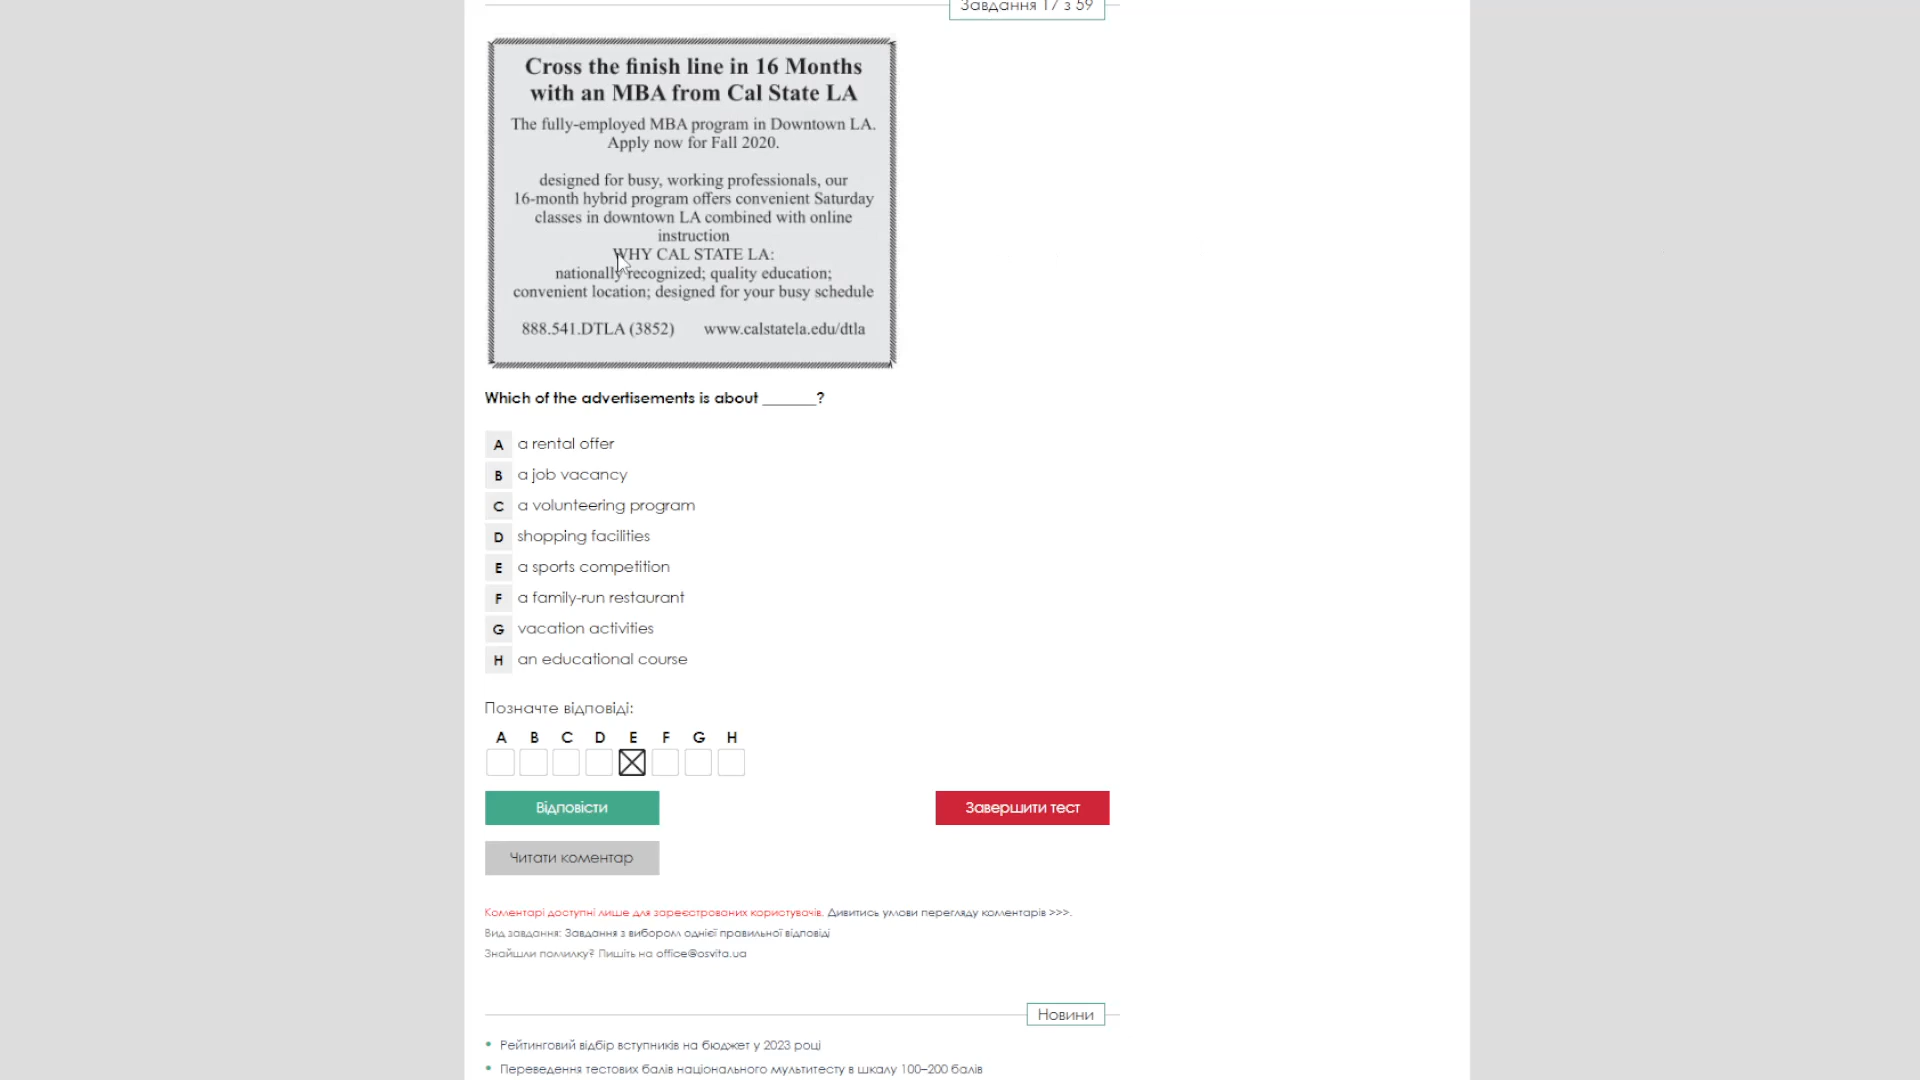 Завдання 17 з 59
Cross the finish line in 16 Months
with an MBA from Cal State LA
The fully-employed MBA program in Downtown LA.
Apply now for Fall 2020.
designed for busy, working professionals, our
16-month hybrid program offers convenient Saturday
classes in downtown LA combined with online
instruction
WHY CAL STATE LA:
nationally recognized; quality education;
convenient location; designed for your busy schedule
888.541.DTLA (3852) www.calstatela.edu/dtla
Which of the advertisements is about _______?
A a rental offer
B a job vacancy
C a volunteering program
D shopping facilities
E a sports competition
F a family-run restaurant
G vacation activities
H an educational course
Позначте відповіді:
A B C D E F G H
Відповісти Завершити тест
Читати коментар
Коментарі доступні лише для зареєстрованих користувачів. Дивитись умови перегляду коментарів >>>.
Вид завдання: Завдання з вибором однієї правильної відповіді
Знайшли помилку? Пишіть на office@osvita.ua
Новини
• Рейтинговий відбір вступників на бюджет у 2023 році
• Переведення тестових балів національного мультитесту в шкалу 100–200 балів